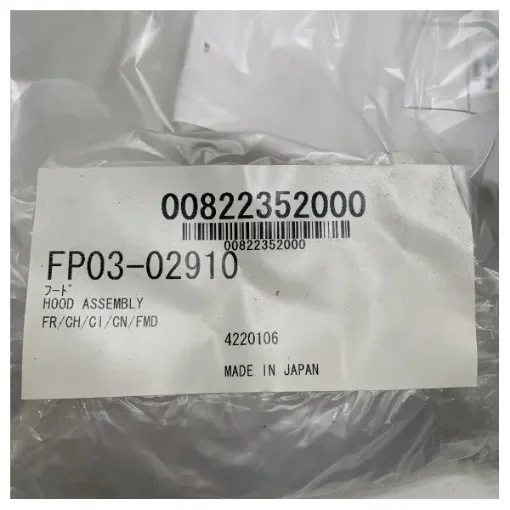 00822352000
00822352000
FP03-02910
フード
HOOD ASSEMBLY
FR/CH/CI/CN/FMD
4220106
MADE IN JAPAN